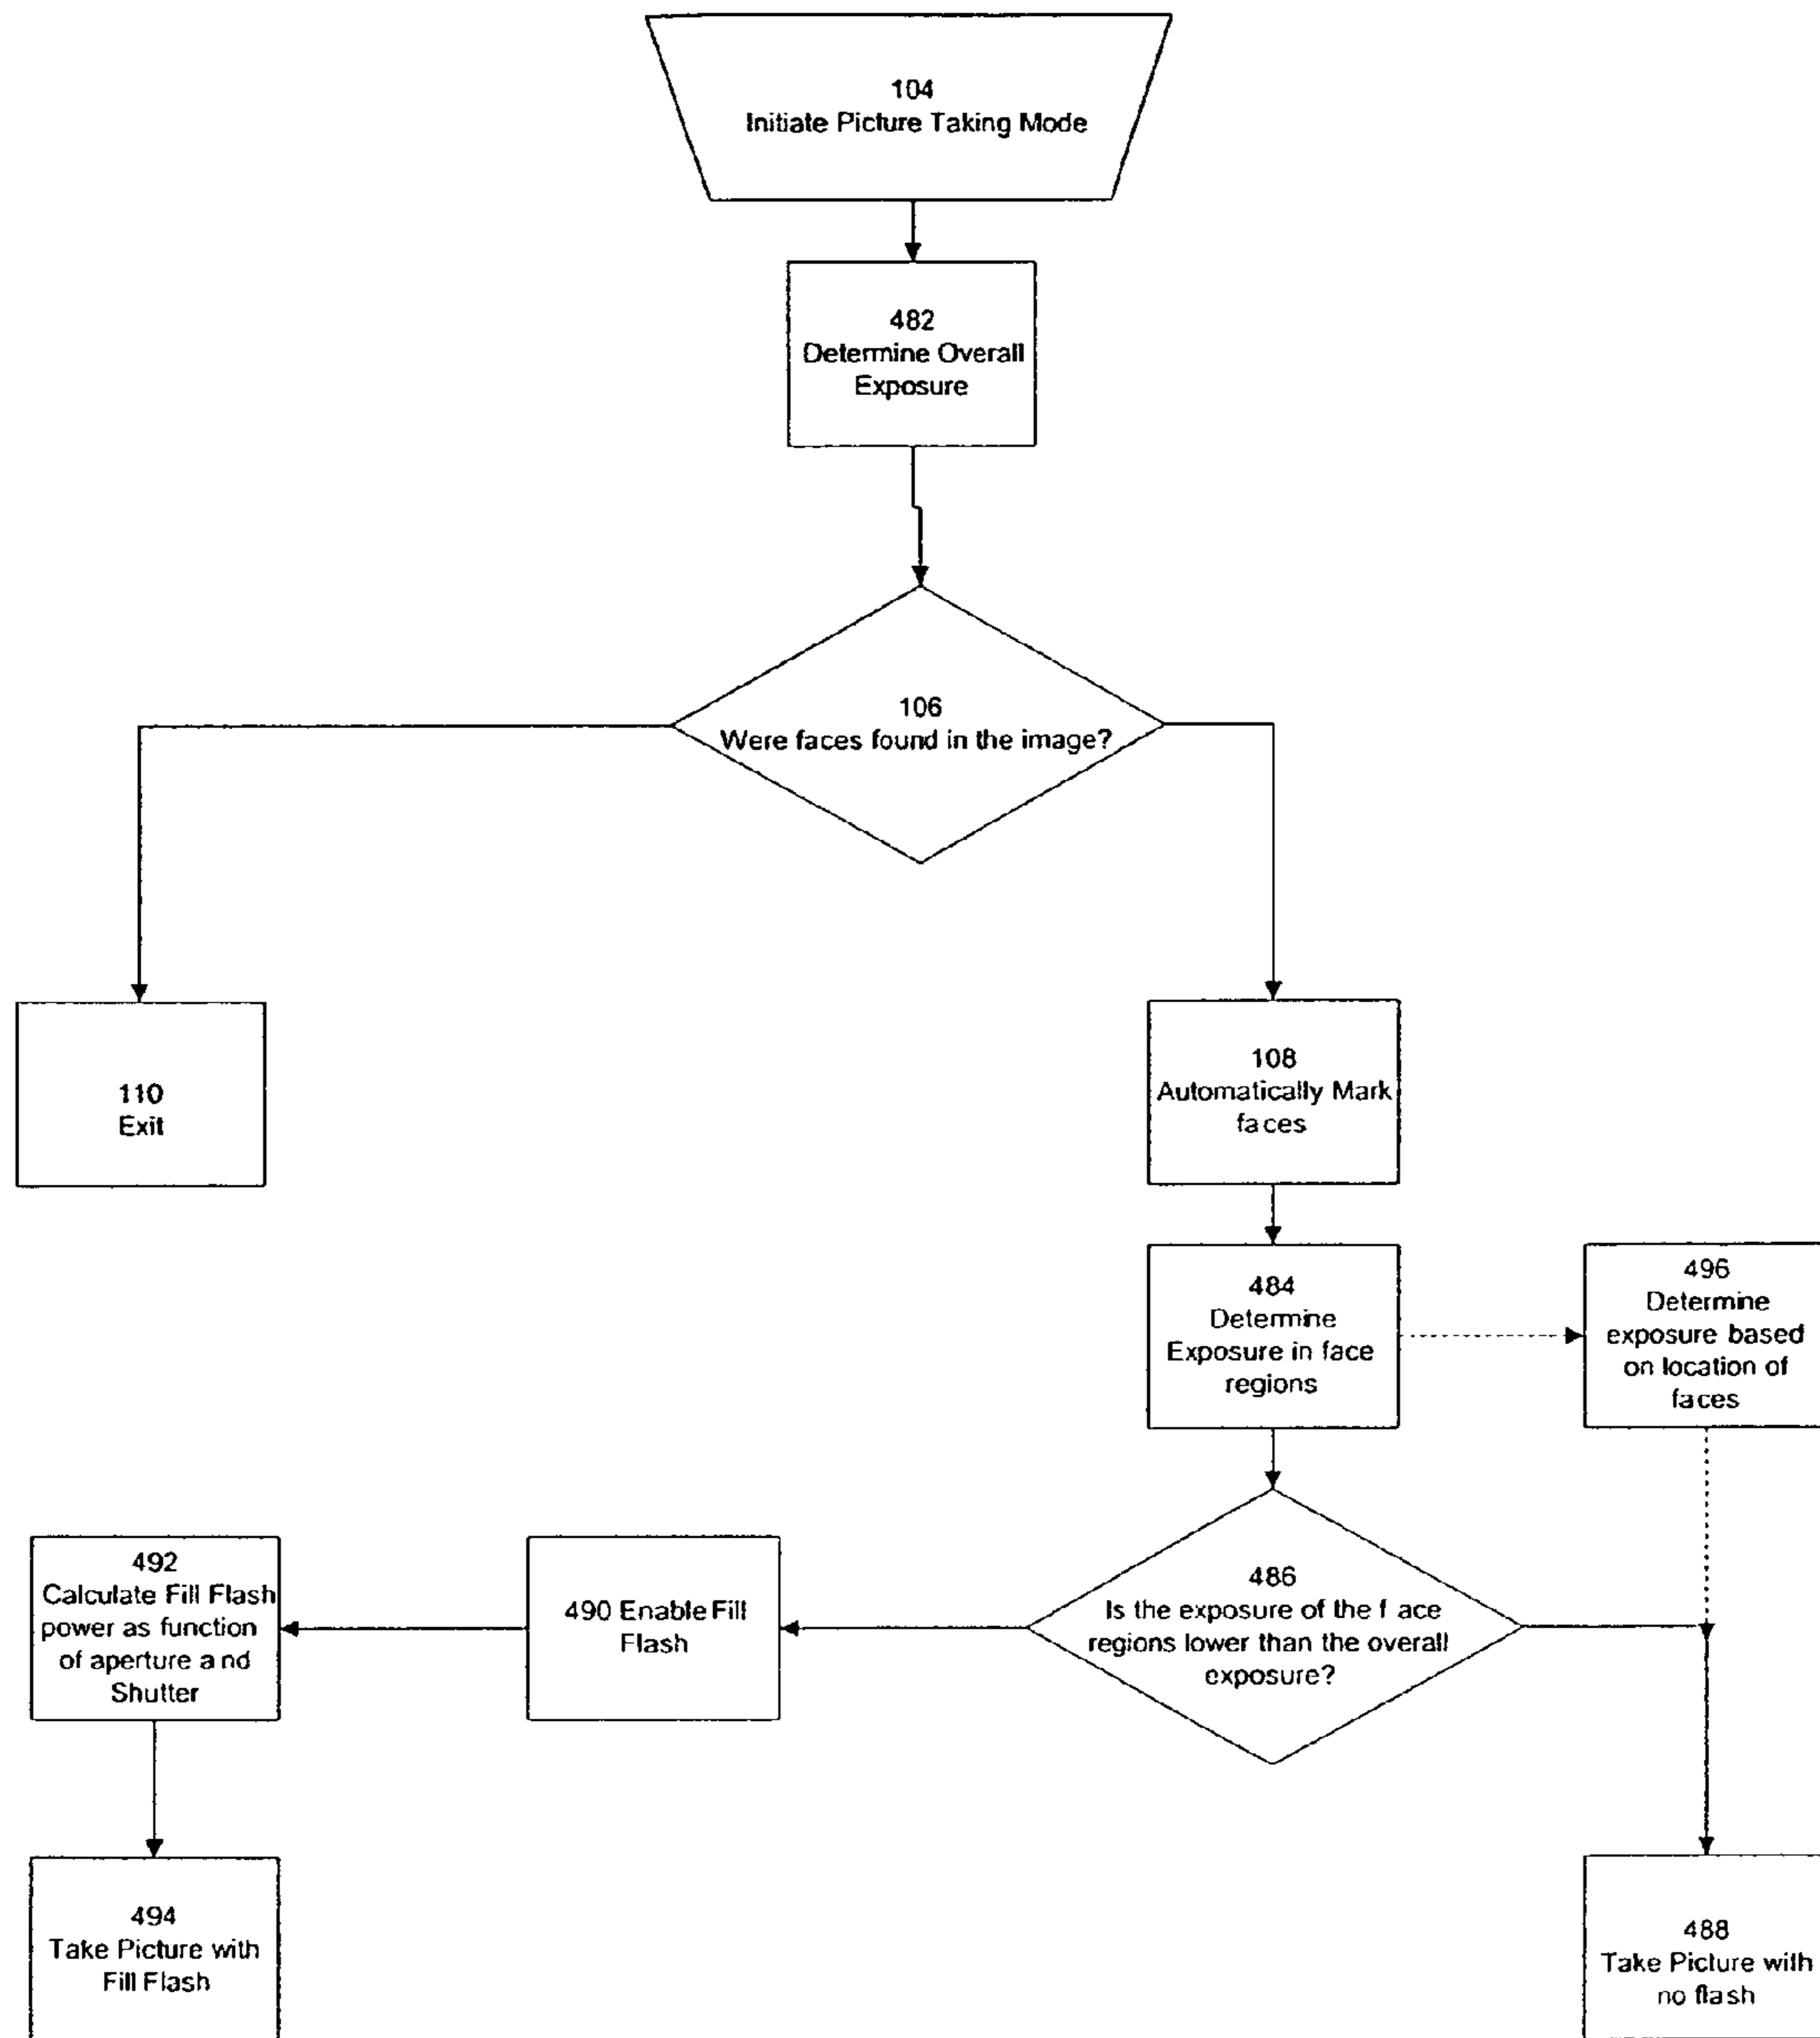 104
Initiate Picture Taking Mode
482
Determine Overall
Exposure
106
Were faces found in the image?
110
Exit
108
Automatically Mark
faces
484
Determine
Exposure in face
regions
496
Determine
exposure based
on location of
faces
486
Is the exposure of the face
regions lower than the overall
exposure?
490 Enable Fill
Flash
492
Calculate Fill Flash
power as function
of aperture and
Shutter
494
Take Picture with
Fill Flash
488
Take Picture with
no flash